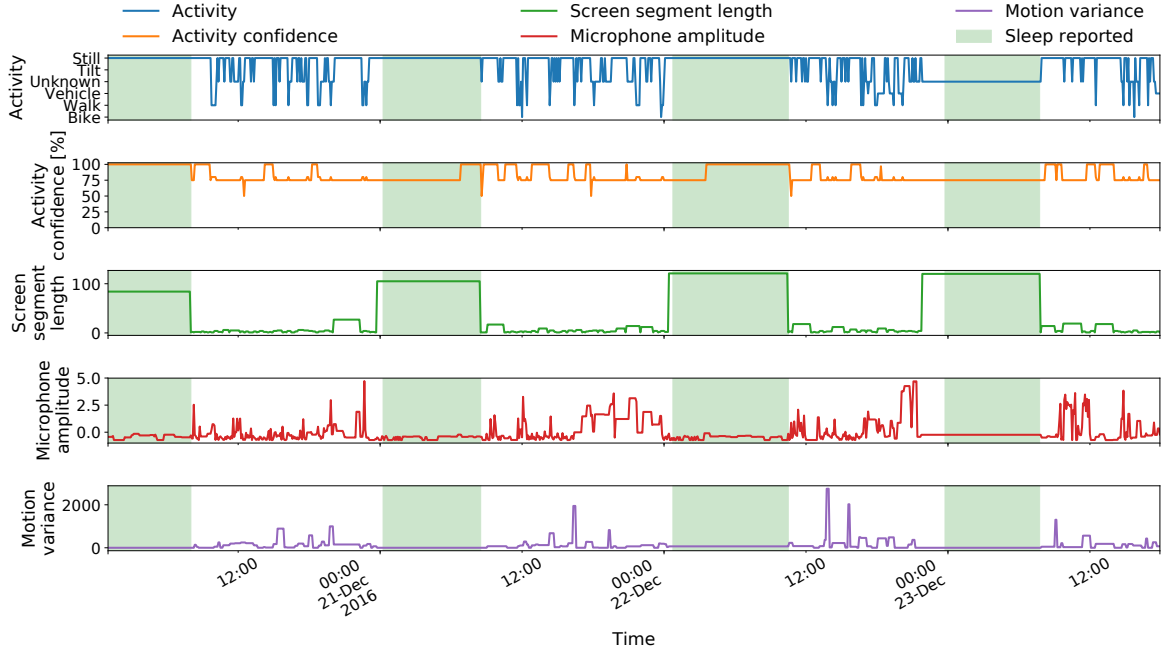 Activity
Screen segment length
Motion variance
Activity confidence
Microphone amplitude
Sleep reported
Activity
Still
Tilt
Unknown
Vehicle
Walk
Bike
Activity
confidence [%]
100
75
50
25
0
Screen
segment
length
100
0
Microphone
amplitude
5.0
2.5
0.0
Motion
variance
2000
0
12:00
00:00
21-Dec
2016
12:00
00:00
22-Dec
12:00
00:00
23-Dec
12:00
Time